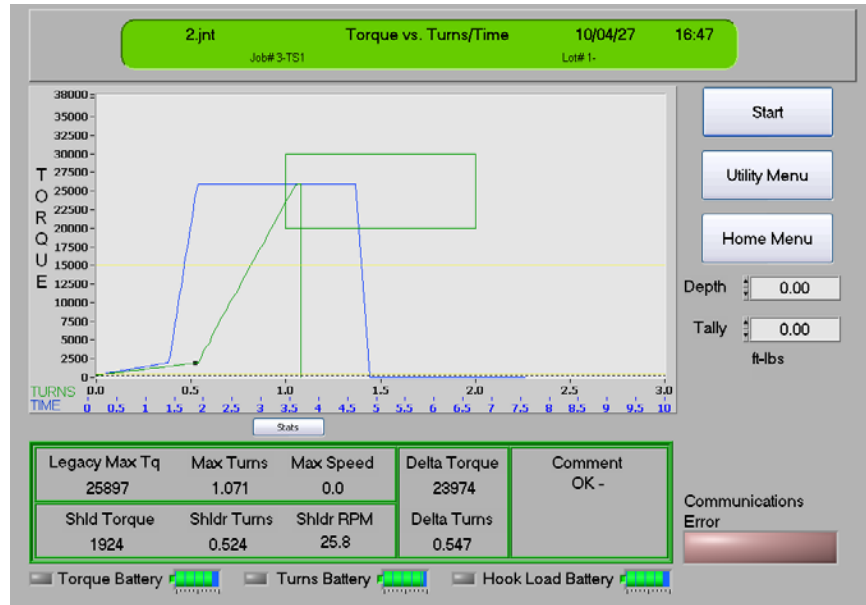 2.jnt Torque vs. Turns/Time 10/04/27 16:47
Job# 3-TS1 Lot# 1-
TORQUE
38000
35000
32500
30000
27500
25000
22500
20000
17500
15000
12500
10000
7500
5000
2500
0
TURNS 0.0 0.5 1.0 1.5 2.0 2.5 3.0
TIME 0 0.5 1 1.5 2 2.5 3 3.5 4 4.5 5 5.5 6 6.5 7 7.5 8 8.5 9 9.5 10
Stats
Start
Utility Menu
Home Menu
Depth 0.00
Tally 0.00
ft-lbs
Legacy Max Tq Max Turns Max Speed Delta Torque Comment
25897 1.071 0.0 23974 OK -
Shld Torque Shldr Turns Shldr RPM Delta Turns
1924 0.524 25.8 0.547
Communications
Error
Torque Battery Turns Battery Hook Load Battery